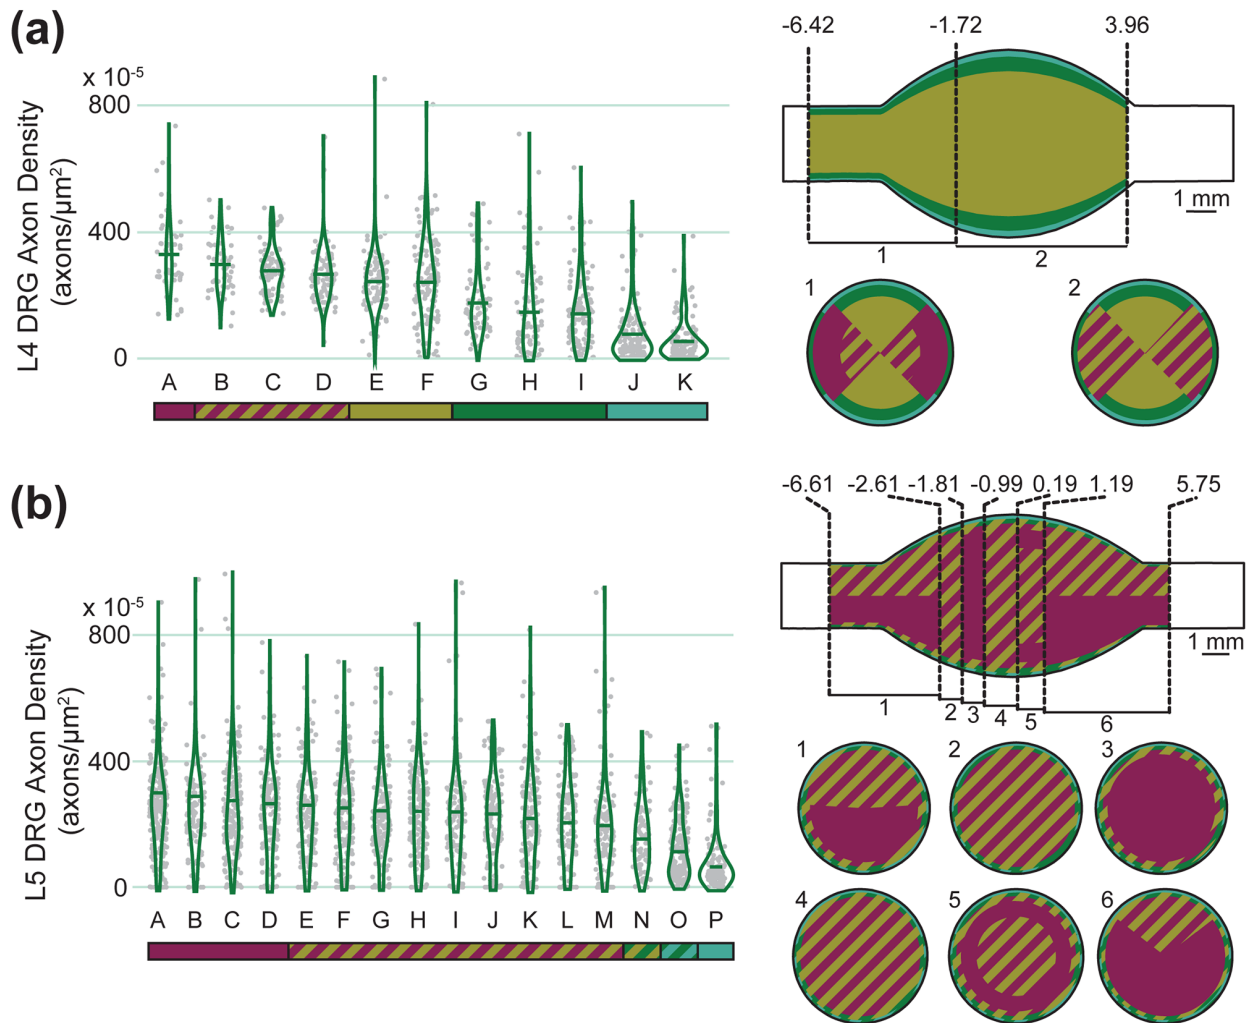 (a)
x 10-5
800
400
0
L4 DRG Axon Density
(axons/µm2)
A B C D E F G H I J K
-6.42 -1.72 3.96
1 mm
1 2
1 2
(b)
x 10-5
800
400
0
L5 DRG Axon Density
(axons/µm2)
A B C D E F G H I J K L M N O P
-6.61 -2.61 -1.81 -0.99 0.19 1.19 5.75
1 mm
1 2 3 4 5 6
1 2 3
4 5 6